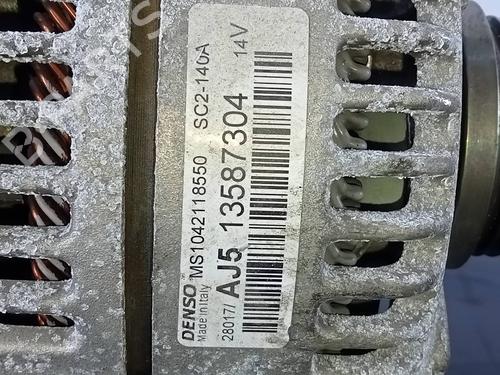 DENSO MS1042118550 SC2-140A 14V
Made in Italy
28017/ AJ5 13587304